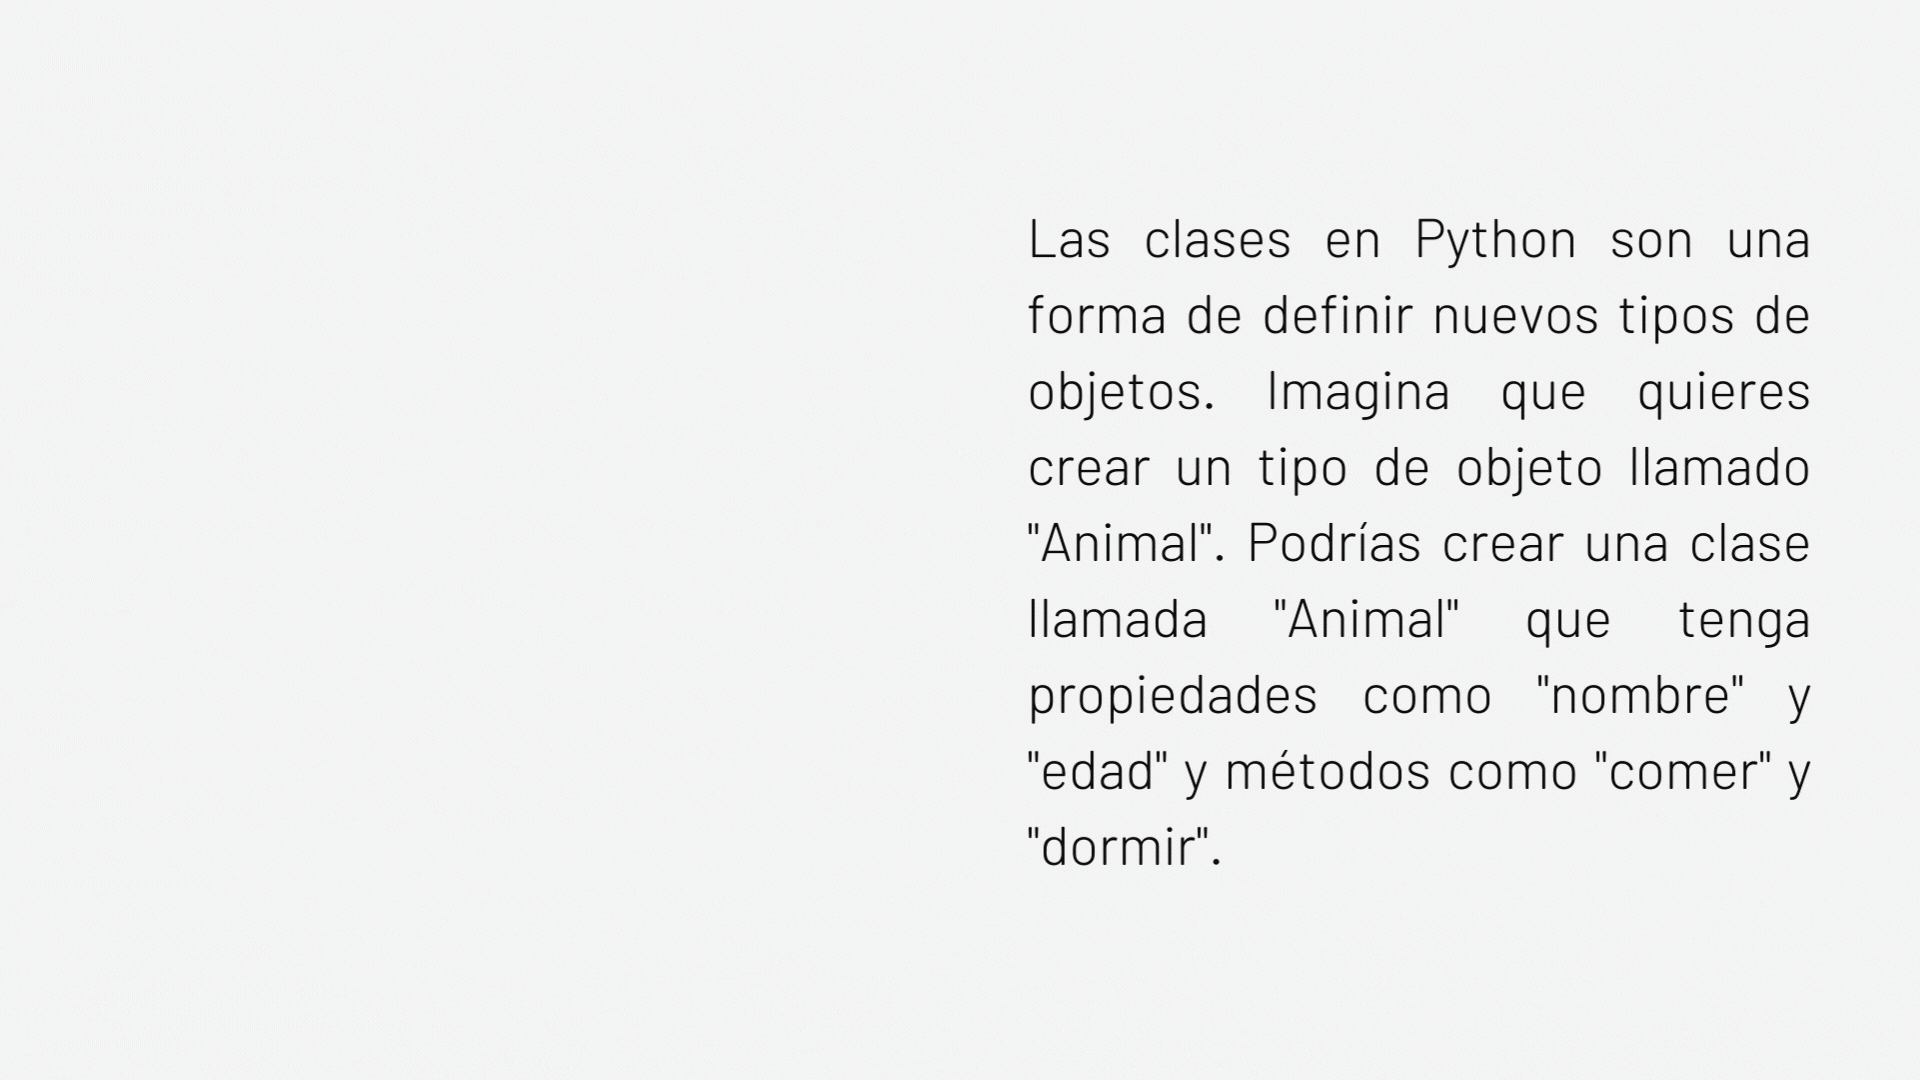 Las clases en Python son una
forma de definir nuevos tipos de
objetos. Imagina que quieres
crear un tipo de objeto llamado
"Animal". Podrías crear una clase
llamada "Animal" que tenga
propiedades como "nombre" y
"edad" y métodos como "comer" y
"dormir".